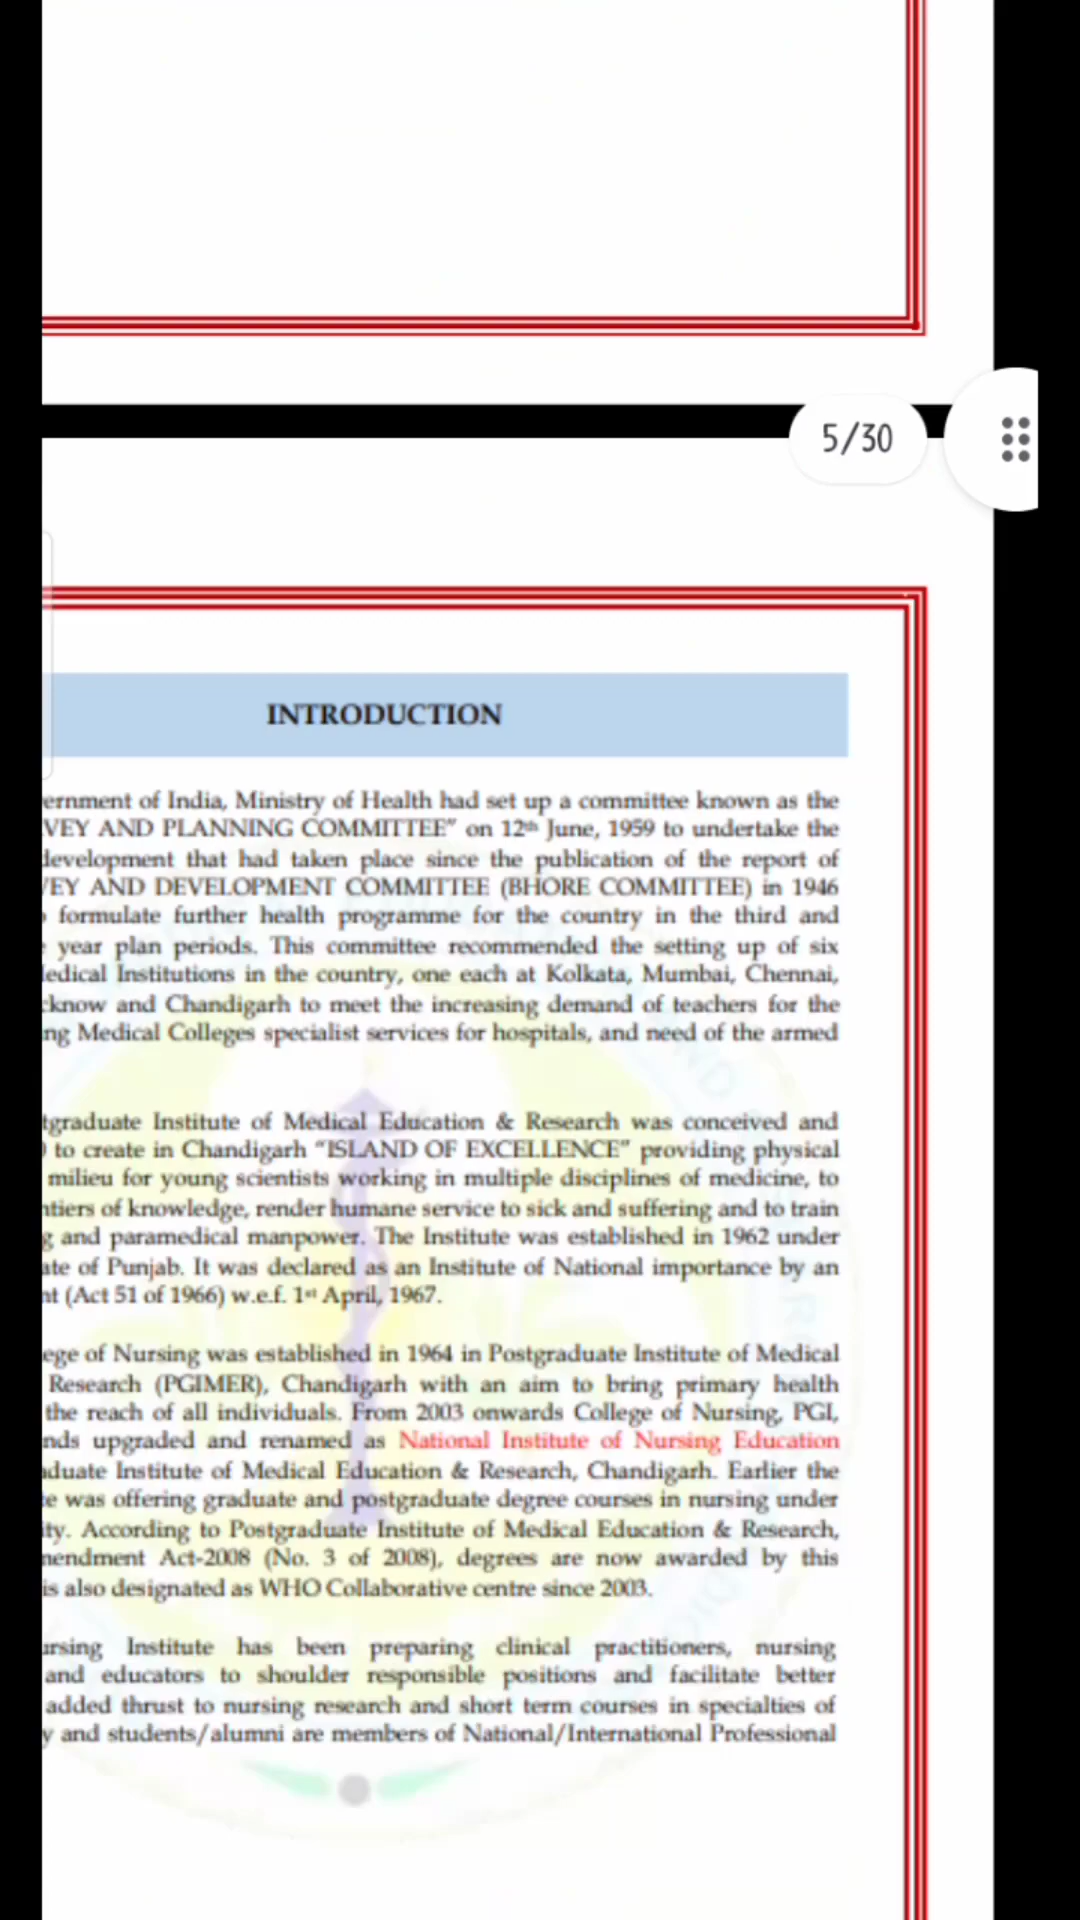 5/30
INTRODUCTION
ernment of India, Ministry of Health had set up a committee known as the
VEY AND PLANNING COMMITTEE" on 12th June, 1959 to undertake the
development that had taken place since the publication of the report of
VEY AND DEVELOPMENT COMMITTEE (BHORE COMMITTEE) in 1946
formulate further health programme for the country in the third and
year plan periods. This committee recommended the setting up of six
edical Institutions in the country, one each at Kolkata, Mumbai, Chennai,
cknow and Chandigarh to meet the increasing demand of teachers for the
ng Medical Colleges specialist services for hospitals, and need of the armed
tgraduate Institute of Medical Education & Research was conceived and
to create in Chandigarh "ISLAND OF EXCELLENCE" providing physical
milieu for young scientists working in multiple disciplines of medicine, to
ntiers of knowledge, render humane service to sick and suffering and to train
g and paramedical manpower. The Institute was established in 1962 under
ate of Punjab. It was declared as an Institute of National importance by an
nt (Act 51 of 1966) w.e.f. 1st April, 1967.
ege of Nursing was established in 1964 in Postgraduate Institute of Medical
Research (PGIMER), Chandigarh with an aim to bring primary health
the reach of all individuals. From 2003 onwards College of Nursing, PGI,
nds upgraded and renamed as National Institute of Nursing Education
aduate Institute of Medical Education & Research, Chandigarh. Earlier the
e was offering graduate and postgraduate degree courses in nursing under
ity. According to Postgraduate Institute of Medical Education & Research,
mendment Act-2008 (No. 3 of 2008), degrees are now awarded by this
is also designated as WHO Collaborative centre since 2003.
ursing Institute has been preparing clinical practitioners, nursing
and educators to shoulder responsible positions and facilitate better
added thrust to nursing research and short term courses in specialties of
y and students/alumni are members of National/International Professional